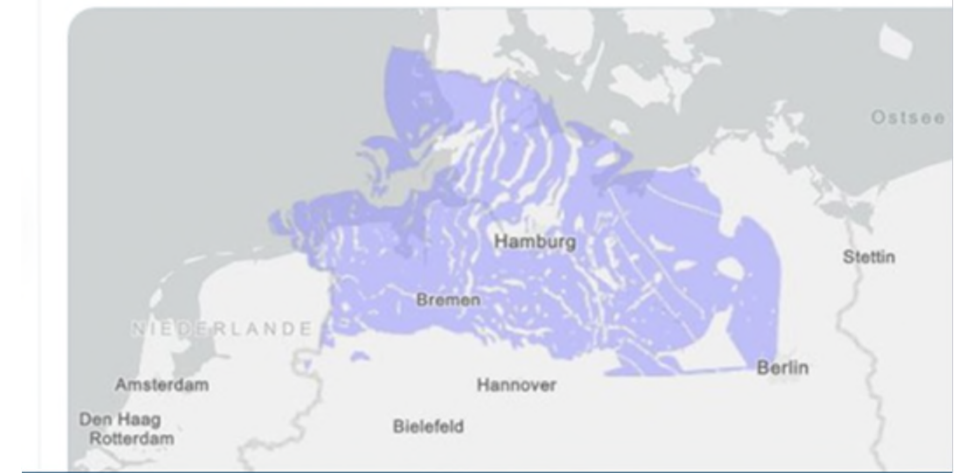 Ostsee
Hamburg
Stettin
Bremen
NIEDERLANDE
Berlin
Amsterdam
Hannover
Den Haag
Bielefeld
Rotterdam